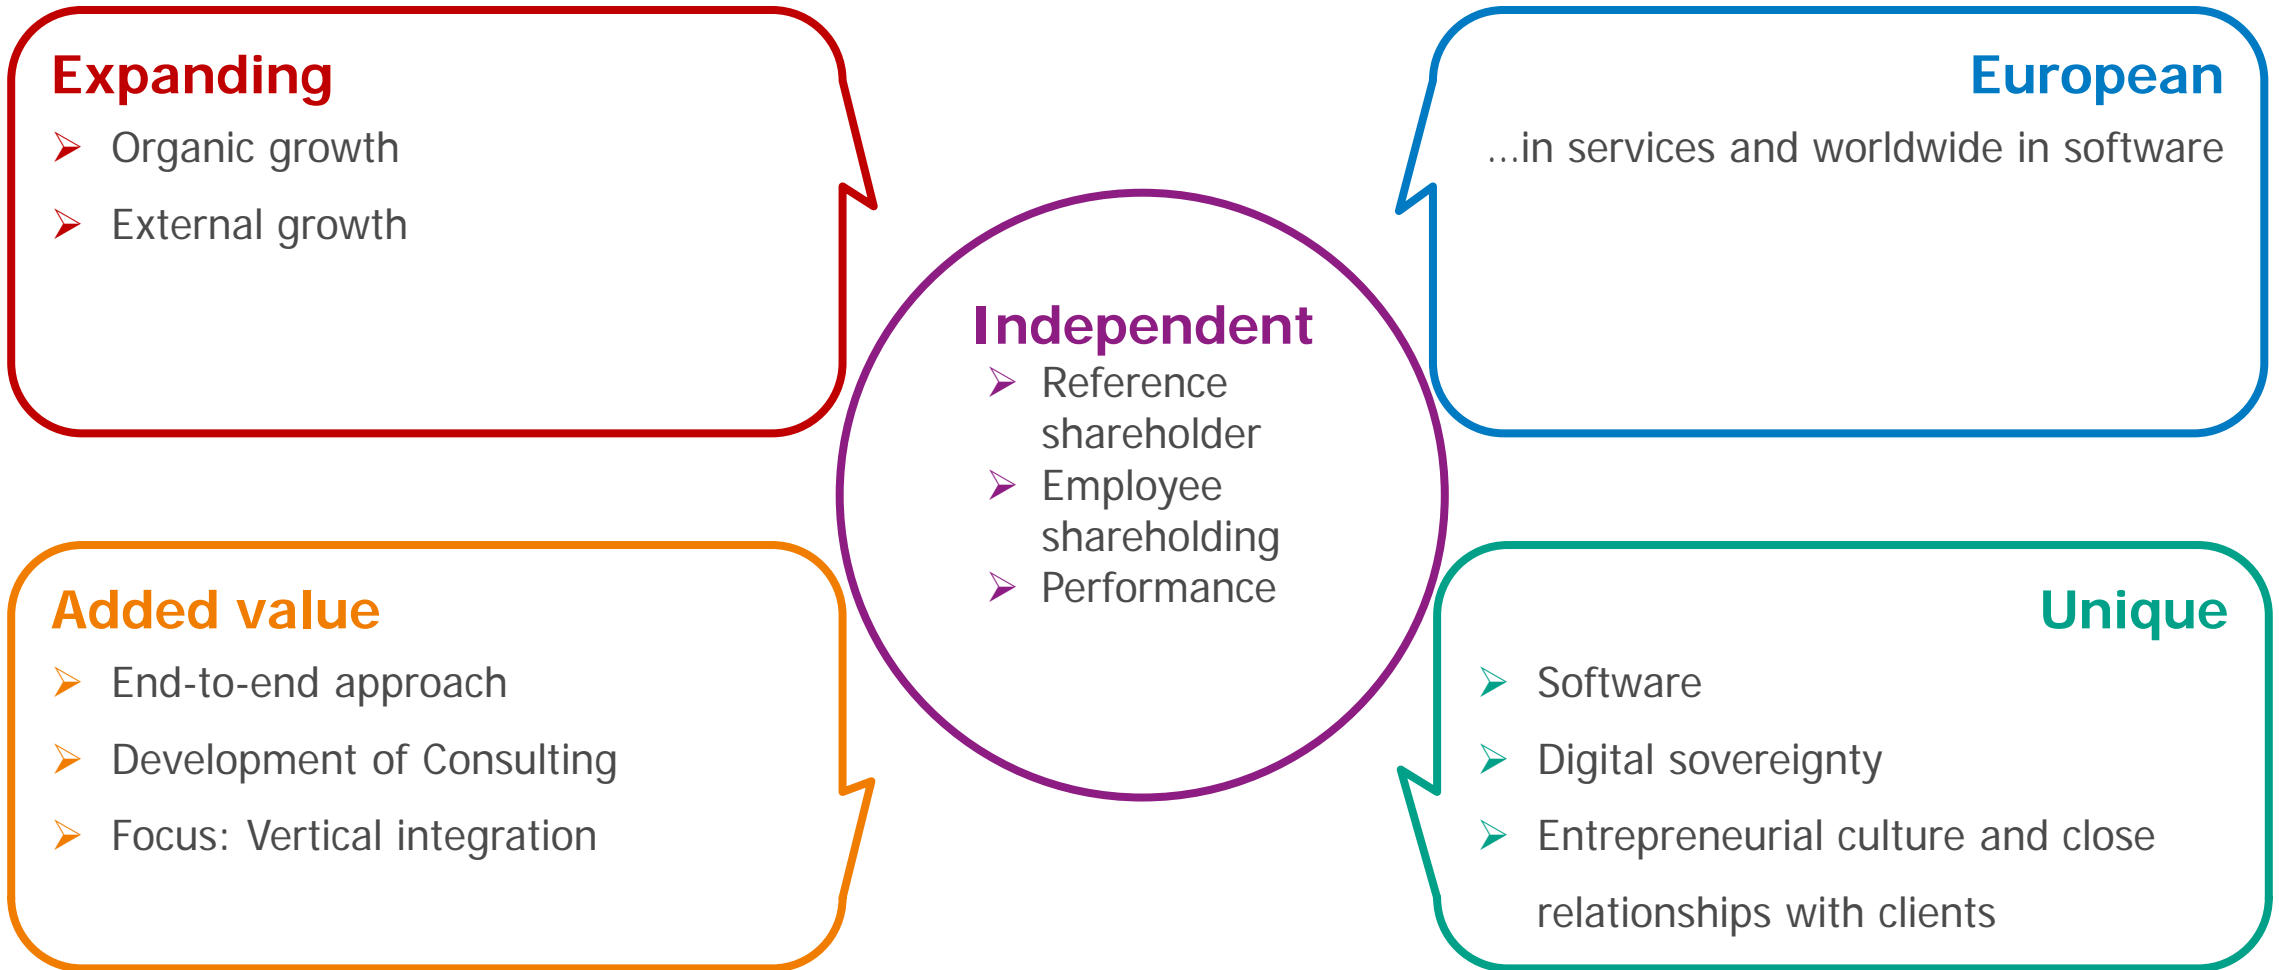 Expanding
Organic growth
External growth
European
...in services and worldwide in software
Independent
Reference
shareholder
Employee
shareholding
Performance
Added value
End-to-end approach
Development of Consulting
Focus: Vertical integration
Unique
Software
Digital sovereignty
Entrepreneurial culture and close
relationships with clients